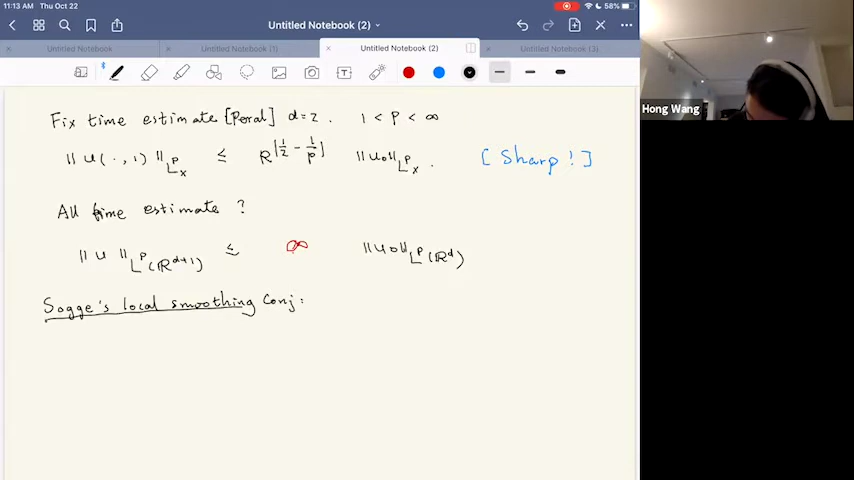 11:13 AM Thu Oct 22
58%
Untitled Notebook (2)
Untitled Notebook
Untitled Notebook (1)
Untitled Notebook (2)
Untitled Notebook (3)
Hong Wang
Fix time estimate [Peral] d=2. 1 < p < ∞
‖u(·,1)‖_{L^p_x} ≤ R^{|1/2 - 1/p|} ‖u_0‖_{L^p_x}. [Sharp!]
All time estimate ?
‖u‖_{L^p(ℝ^{d+1})} ≤ ∞ ‖u_0‖_{L^p(ℝ^d)}
Sogge's local smoothing Conj: